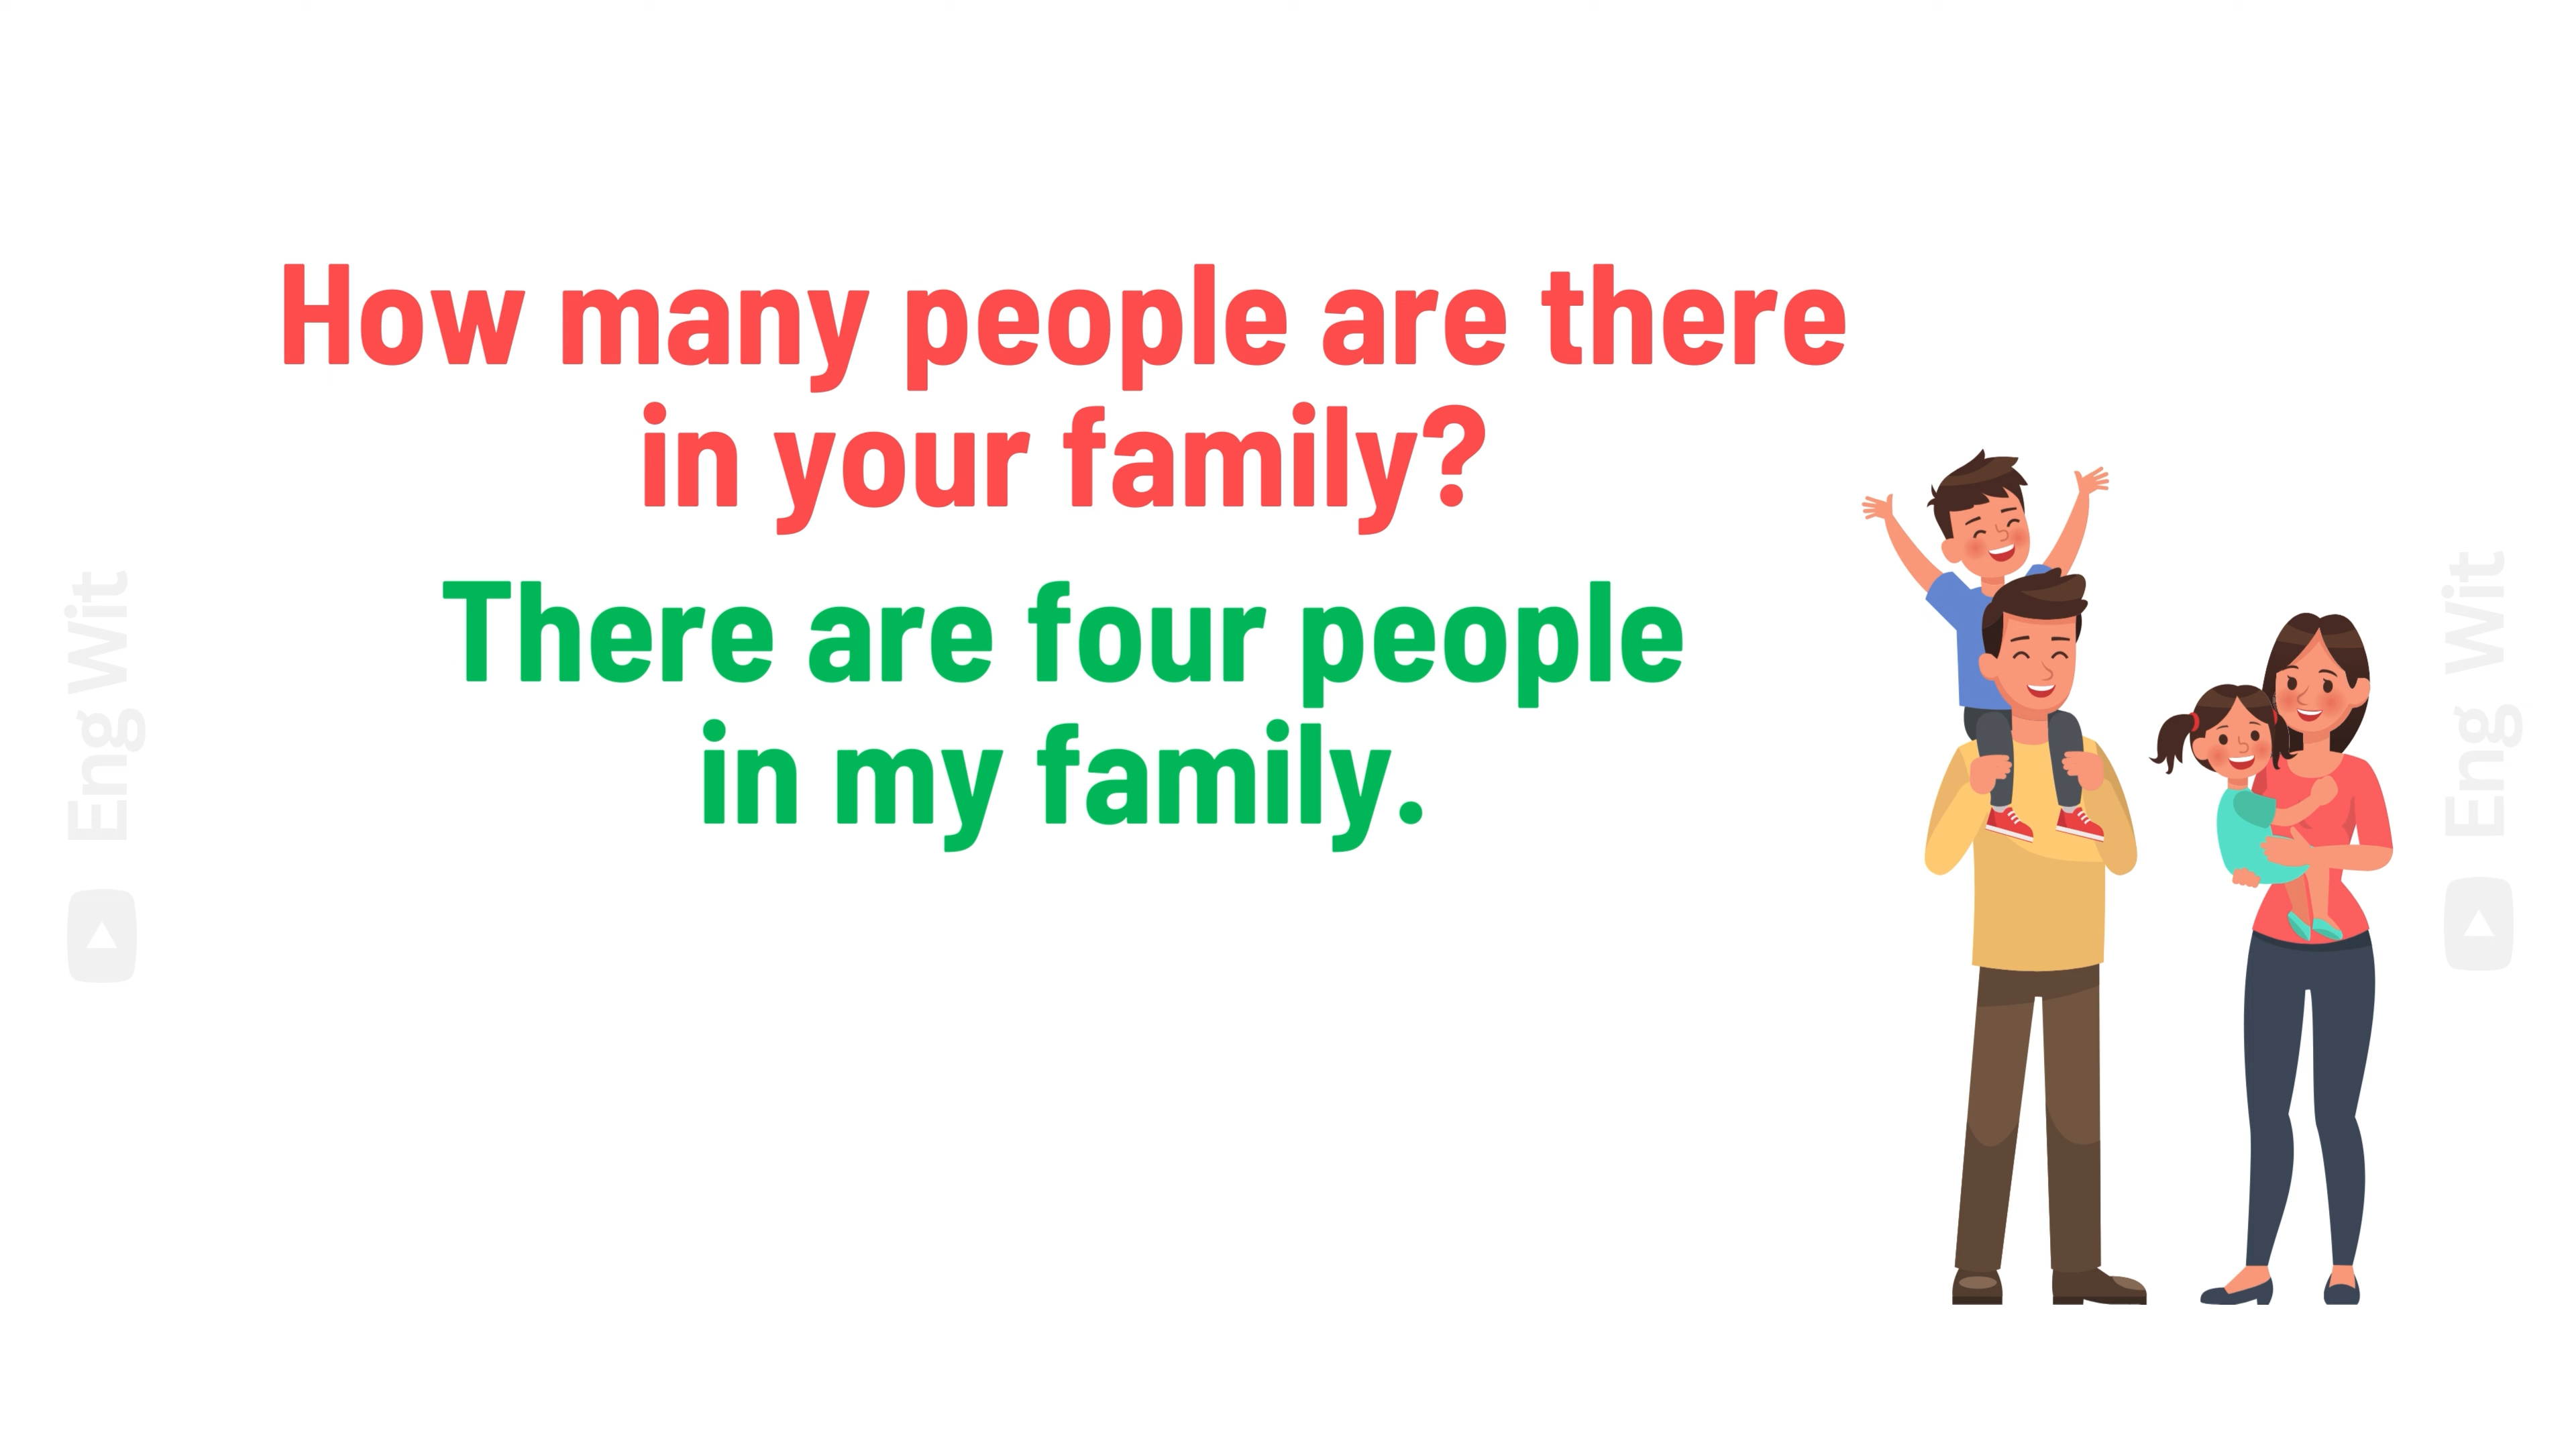 How many people are there
in your family?
There are four people
in my family.
Eng Wit
Eng Wit